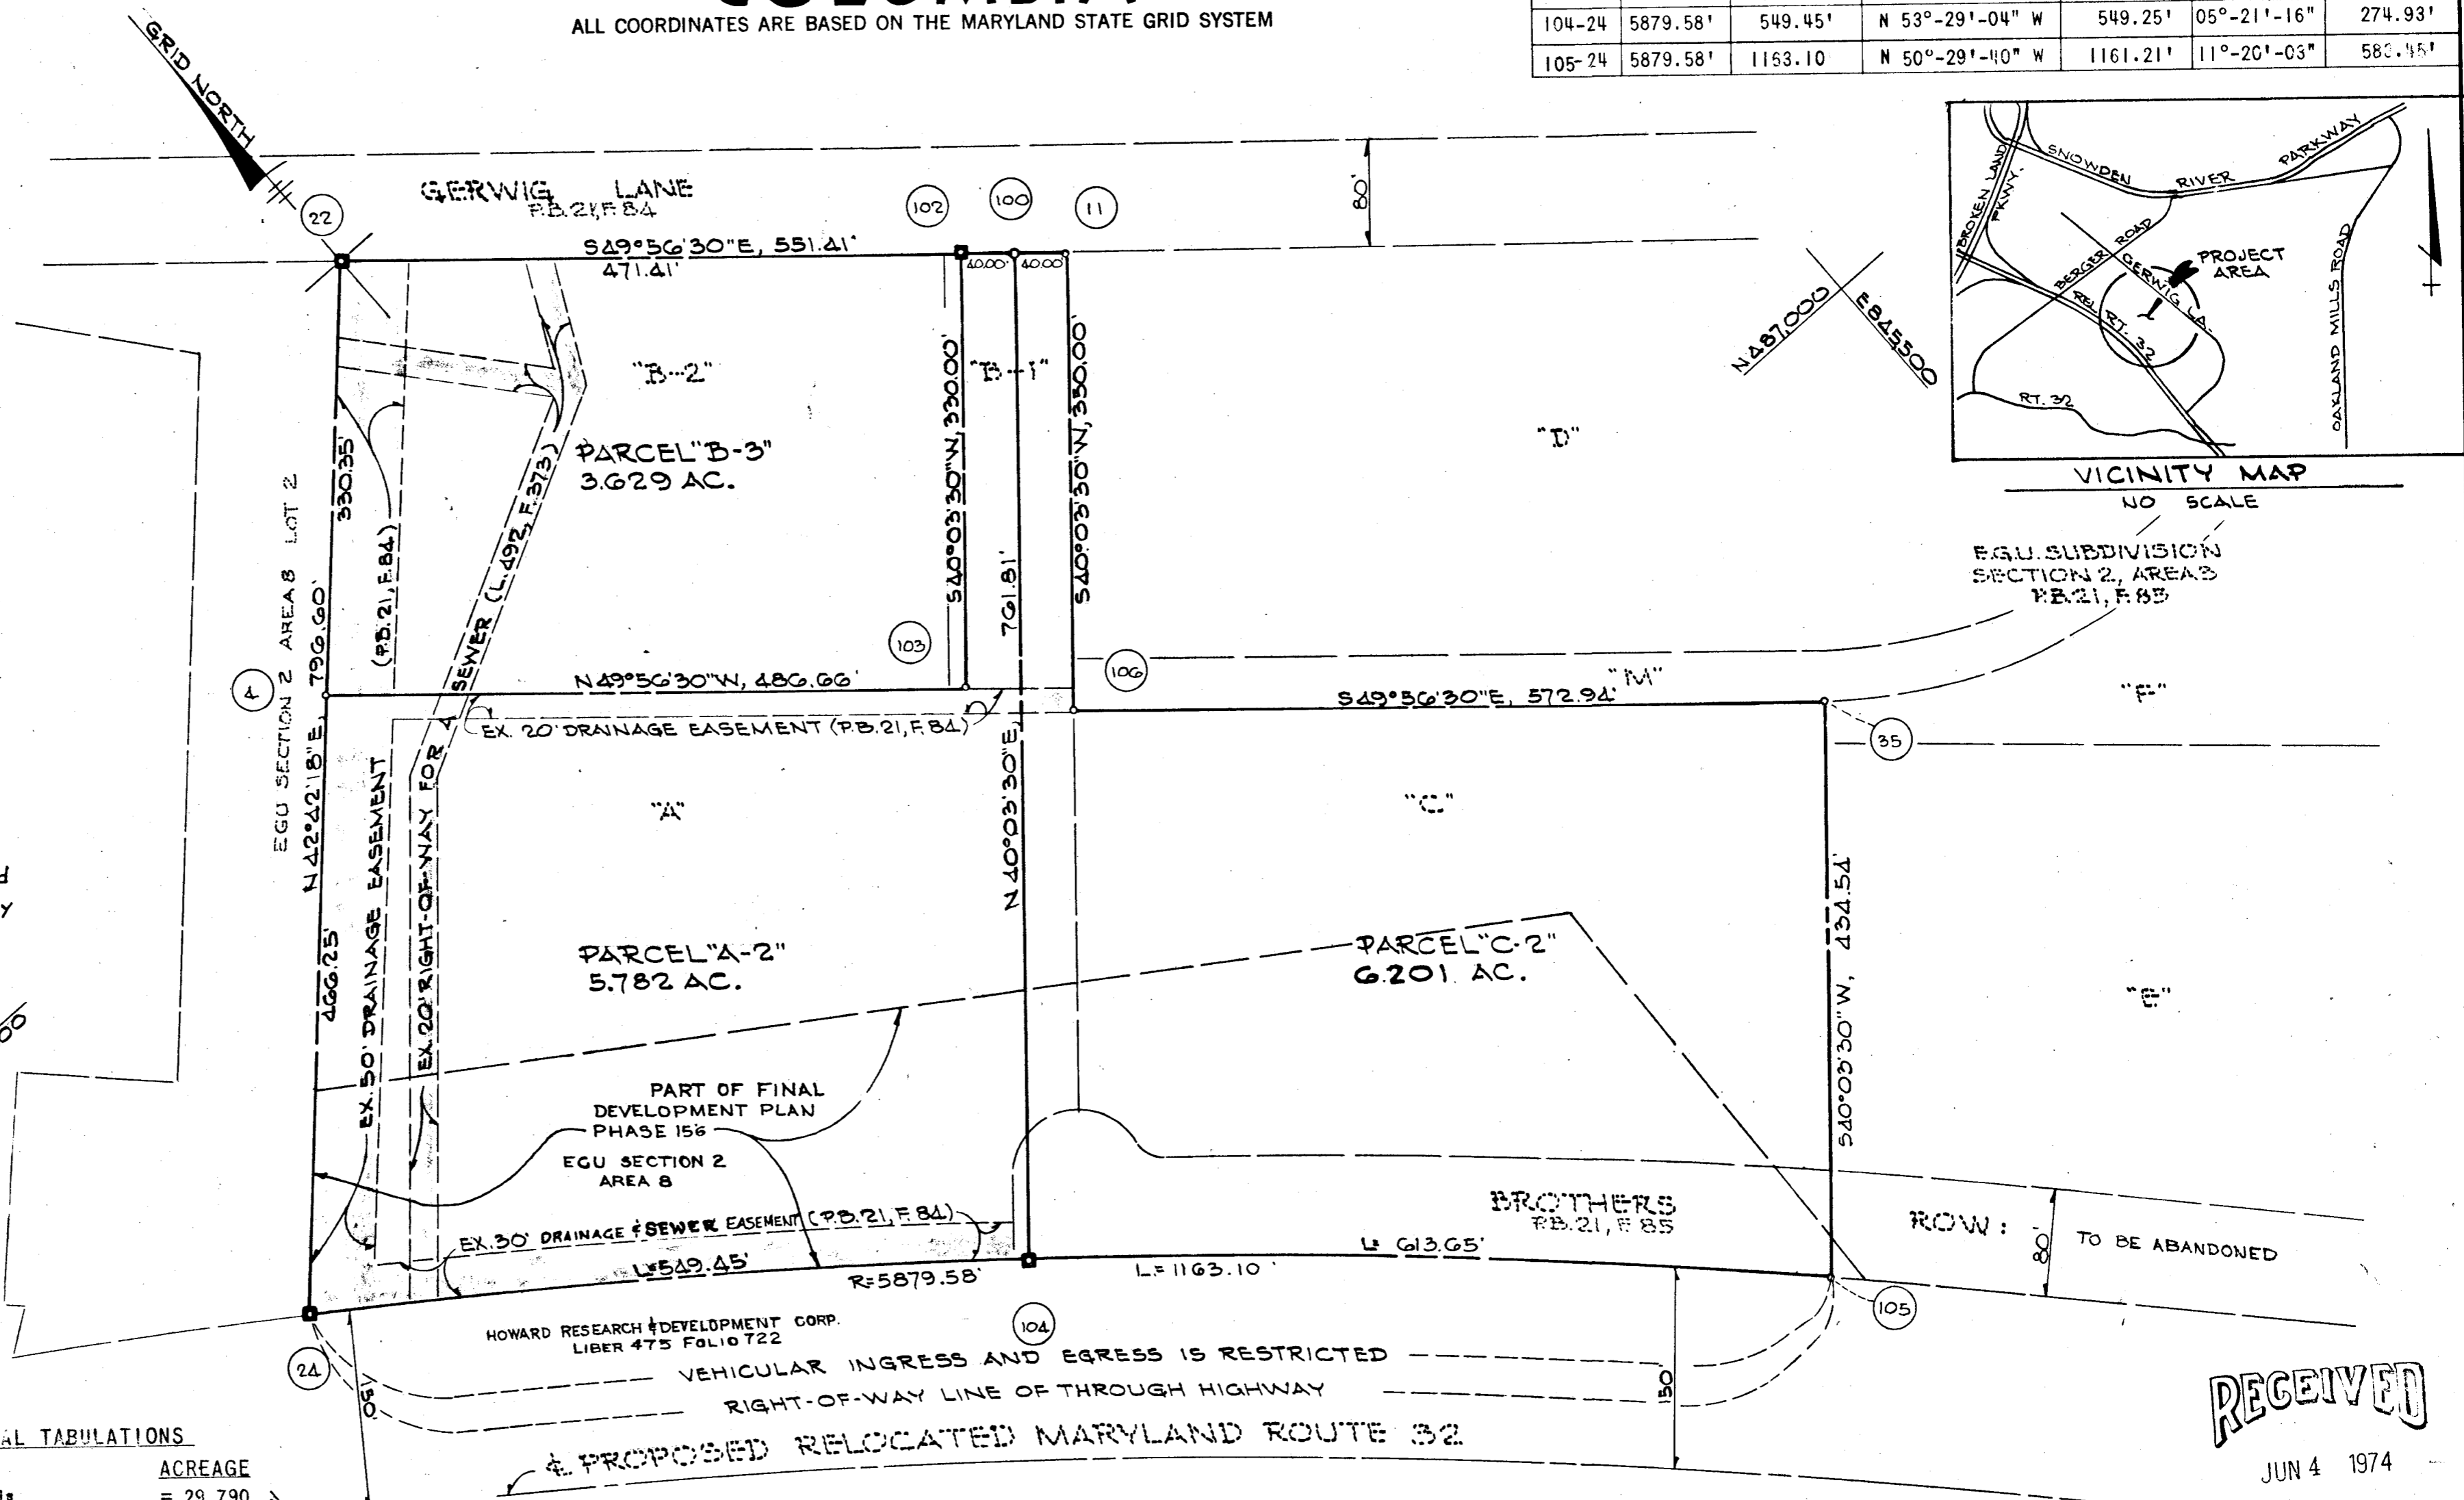 ALL COORDINATES ARE BASED ON THE MARYLAND STATE GRID SYSTEM
104-24 5879.58' 549.45' N 53°-29'-04" W 549.25' 05°-21'-16" 274.93'
105-24 5879.58' 1163.10 N 50°-29'-40" W 1161.21' 11°-20'-03"
GRID NORTH
GERWIG LANE
P.B. 21, F. 84
22
102
100
11
80'
S49°56'30"E, 551.41'
471.41'
40.00'
40.00'
"B-2"
"B-1"
PARCEL "B-3"
3.629 AC.
"D"
N 487,000
E 845,500
BROKEN LAND PKWY.
SNOWDEN RIVER PARKWAY
BERGER ROAD
GERWIG LA.
PROJECT
AREA
REL. RT. 32
RT. 32
OAKLAND MILLS ROAD
VICINITY MAP
NO SCALE
E.G.U. SUBDIVISION
SECTION 2, AREA 3
P.B. 21, F. 85
330.35'
(P.B. 21, F. 84)
S40°03'30"W, 330.00'
761.81'
S40°03'30"W, 350.00'
EGU SECTION 2 AREA 8 LOT 2
N 42°42'18"E, 796.60'
4
103
106
N 49°56'30"W, 486.66'
"M"
S49°56'30"E, 572.94'
"F"
35
EX. 20' DRAINAGE EASEMENT (P.B. 21, F. 84)
EX. 20' RIGHT-OF-WAY FOR A SEWER (L. 492, F. 373)
EX. 50' DRAINAGE EASEMENT
N 40°03'30"E,
"A"
"C"
PARCEL "A-2"
5.782 AC.
PARCEL "C-2"
6.201 AC.
"E"
466.25'
S40°03'30"W, 434.54'
PART OF FINAL
DEVELOPMENT PLAN
PHASE 156
EGU SECTION 2
AREA 8
EX. 30' DRAINAGE & SEWER EASEMENT (P.B. 21, F. 84)
BROTHERS
P.B. 21, F 85
ROW:
80'
TO BE ABANDONED
L=549.45'
R=5879.58'
L=1163.10'
L= 613.65'
24
104
105
HOWARD RESEARCH & DEVELOPMENT CORP.
LIBER 475 FOLIO 722
VEHICULAR INGRESS AND EGRESS IS RESTRICTED
RIGHT-OF-WAY LINE OF THROUGH HIGHWAY
℄ PROPOSED RELOCATED MARYLAND ROUTE 32
150'
150'
TABULATIONS
ACREAGE
= 29.790
RECEIVED
JUN 4 1974